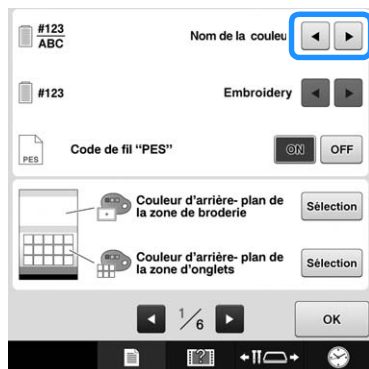 #123
ABC
Nom de la couleu
#123
Embroidery
PES
Code de fil “PES”
ON
OFF
Couleur d'arrière- plan de
la zone de broderie
Sélection
Couleur d'arrière- plan de
la zone d'onglets
Sélection
1/6
OK